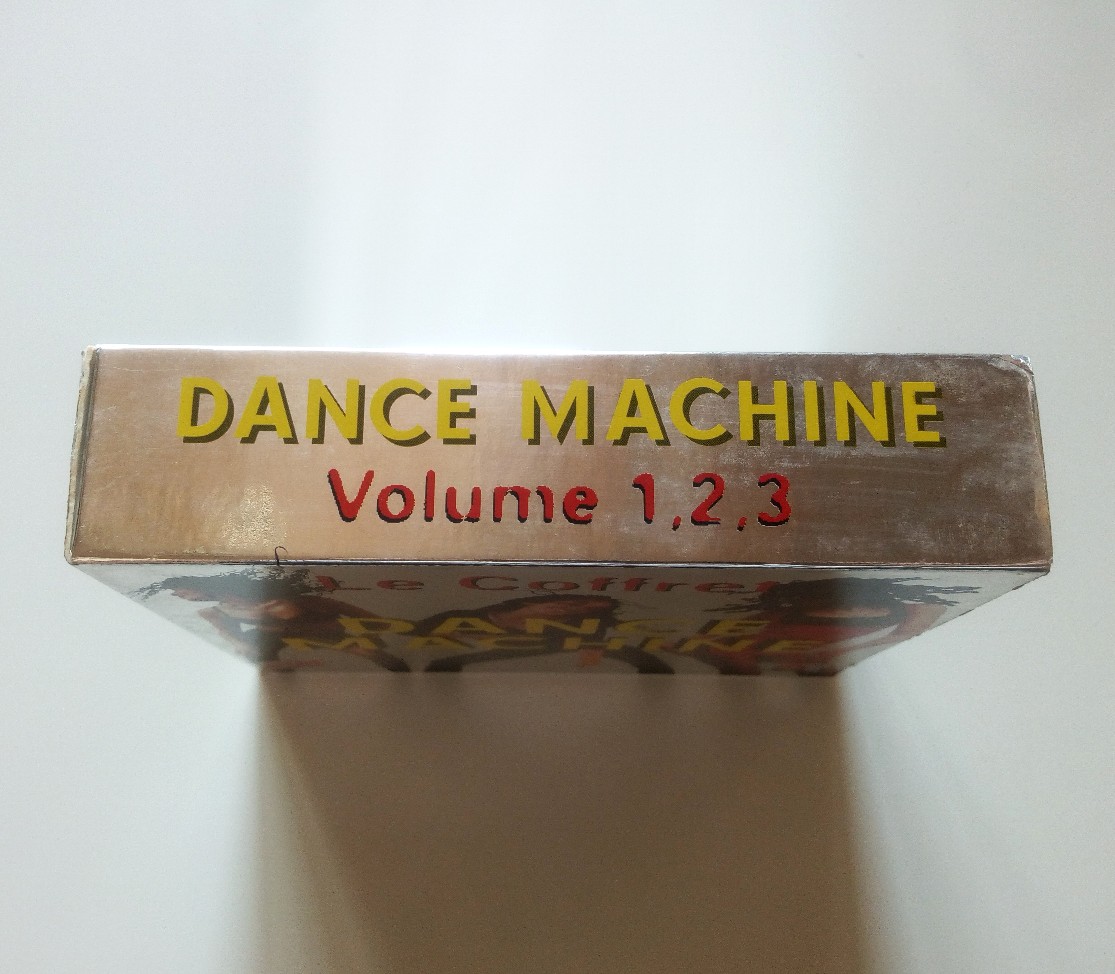 DANCE MACHINE
Volume 1,2,3
Le Coffret
DANCE
MACHINE